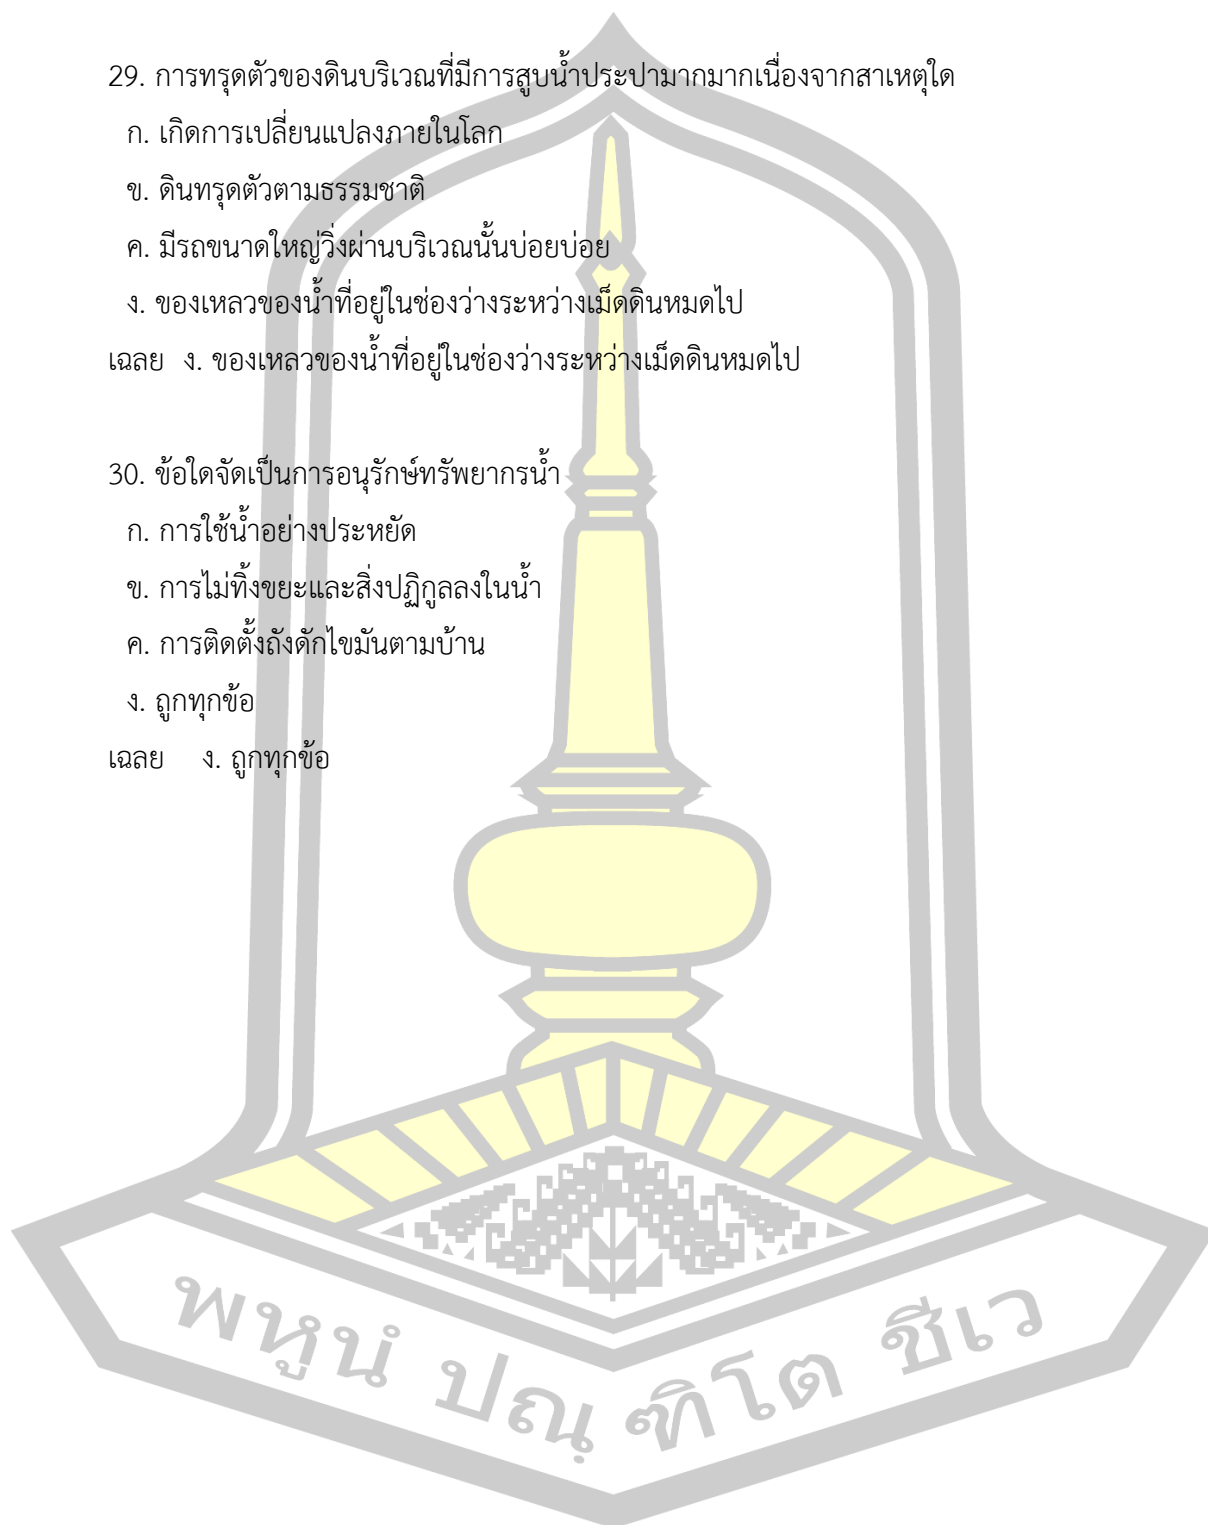 29. การทรุดตัวของดินบริเวณที่มีการสูบน้ำประปามากมากเนื่องจากสาเหตุใด
ก. เกิดการเปลี่ยนแปลงภายในโลก
ข. ดินทรุดตัวตามธรรมชาติ
ค. มีรถขนาดใหญ่วิ่งผ่านบริเวณนั้นบ่อยบ่อย
ง. ของเหลวของน้ำที่อยู่ในช่องว่างระหว่างเม็ดดินหมดไป
เฉลย ง. ของเหลวของน้ำที่อยู่ในช่องว่างระหว่างเม็ดดินหมดไป
30. ข้อใดจัดเป็นการอนุรักษ์ทรัพยากรน้ำ
ก. การใช้น้ำอย่างประหยัด
ข. การไม่ทิ้งขยะและสิ่งปฏิกูลลงในน้ำ
ค. การติดตั้งถังดักไขมันตามบ้าน
ง. ถูกทุกข้อ
เฉลย ง. ถูกทุกข้อ
พหูนํ ปณฺฑิโต ชีเว